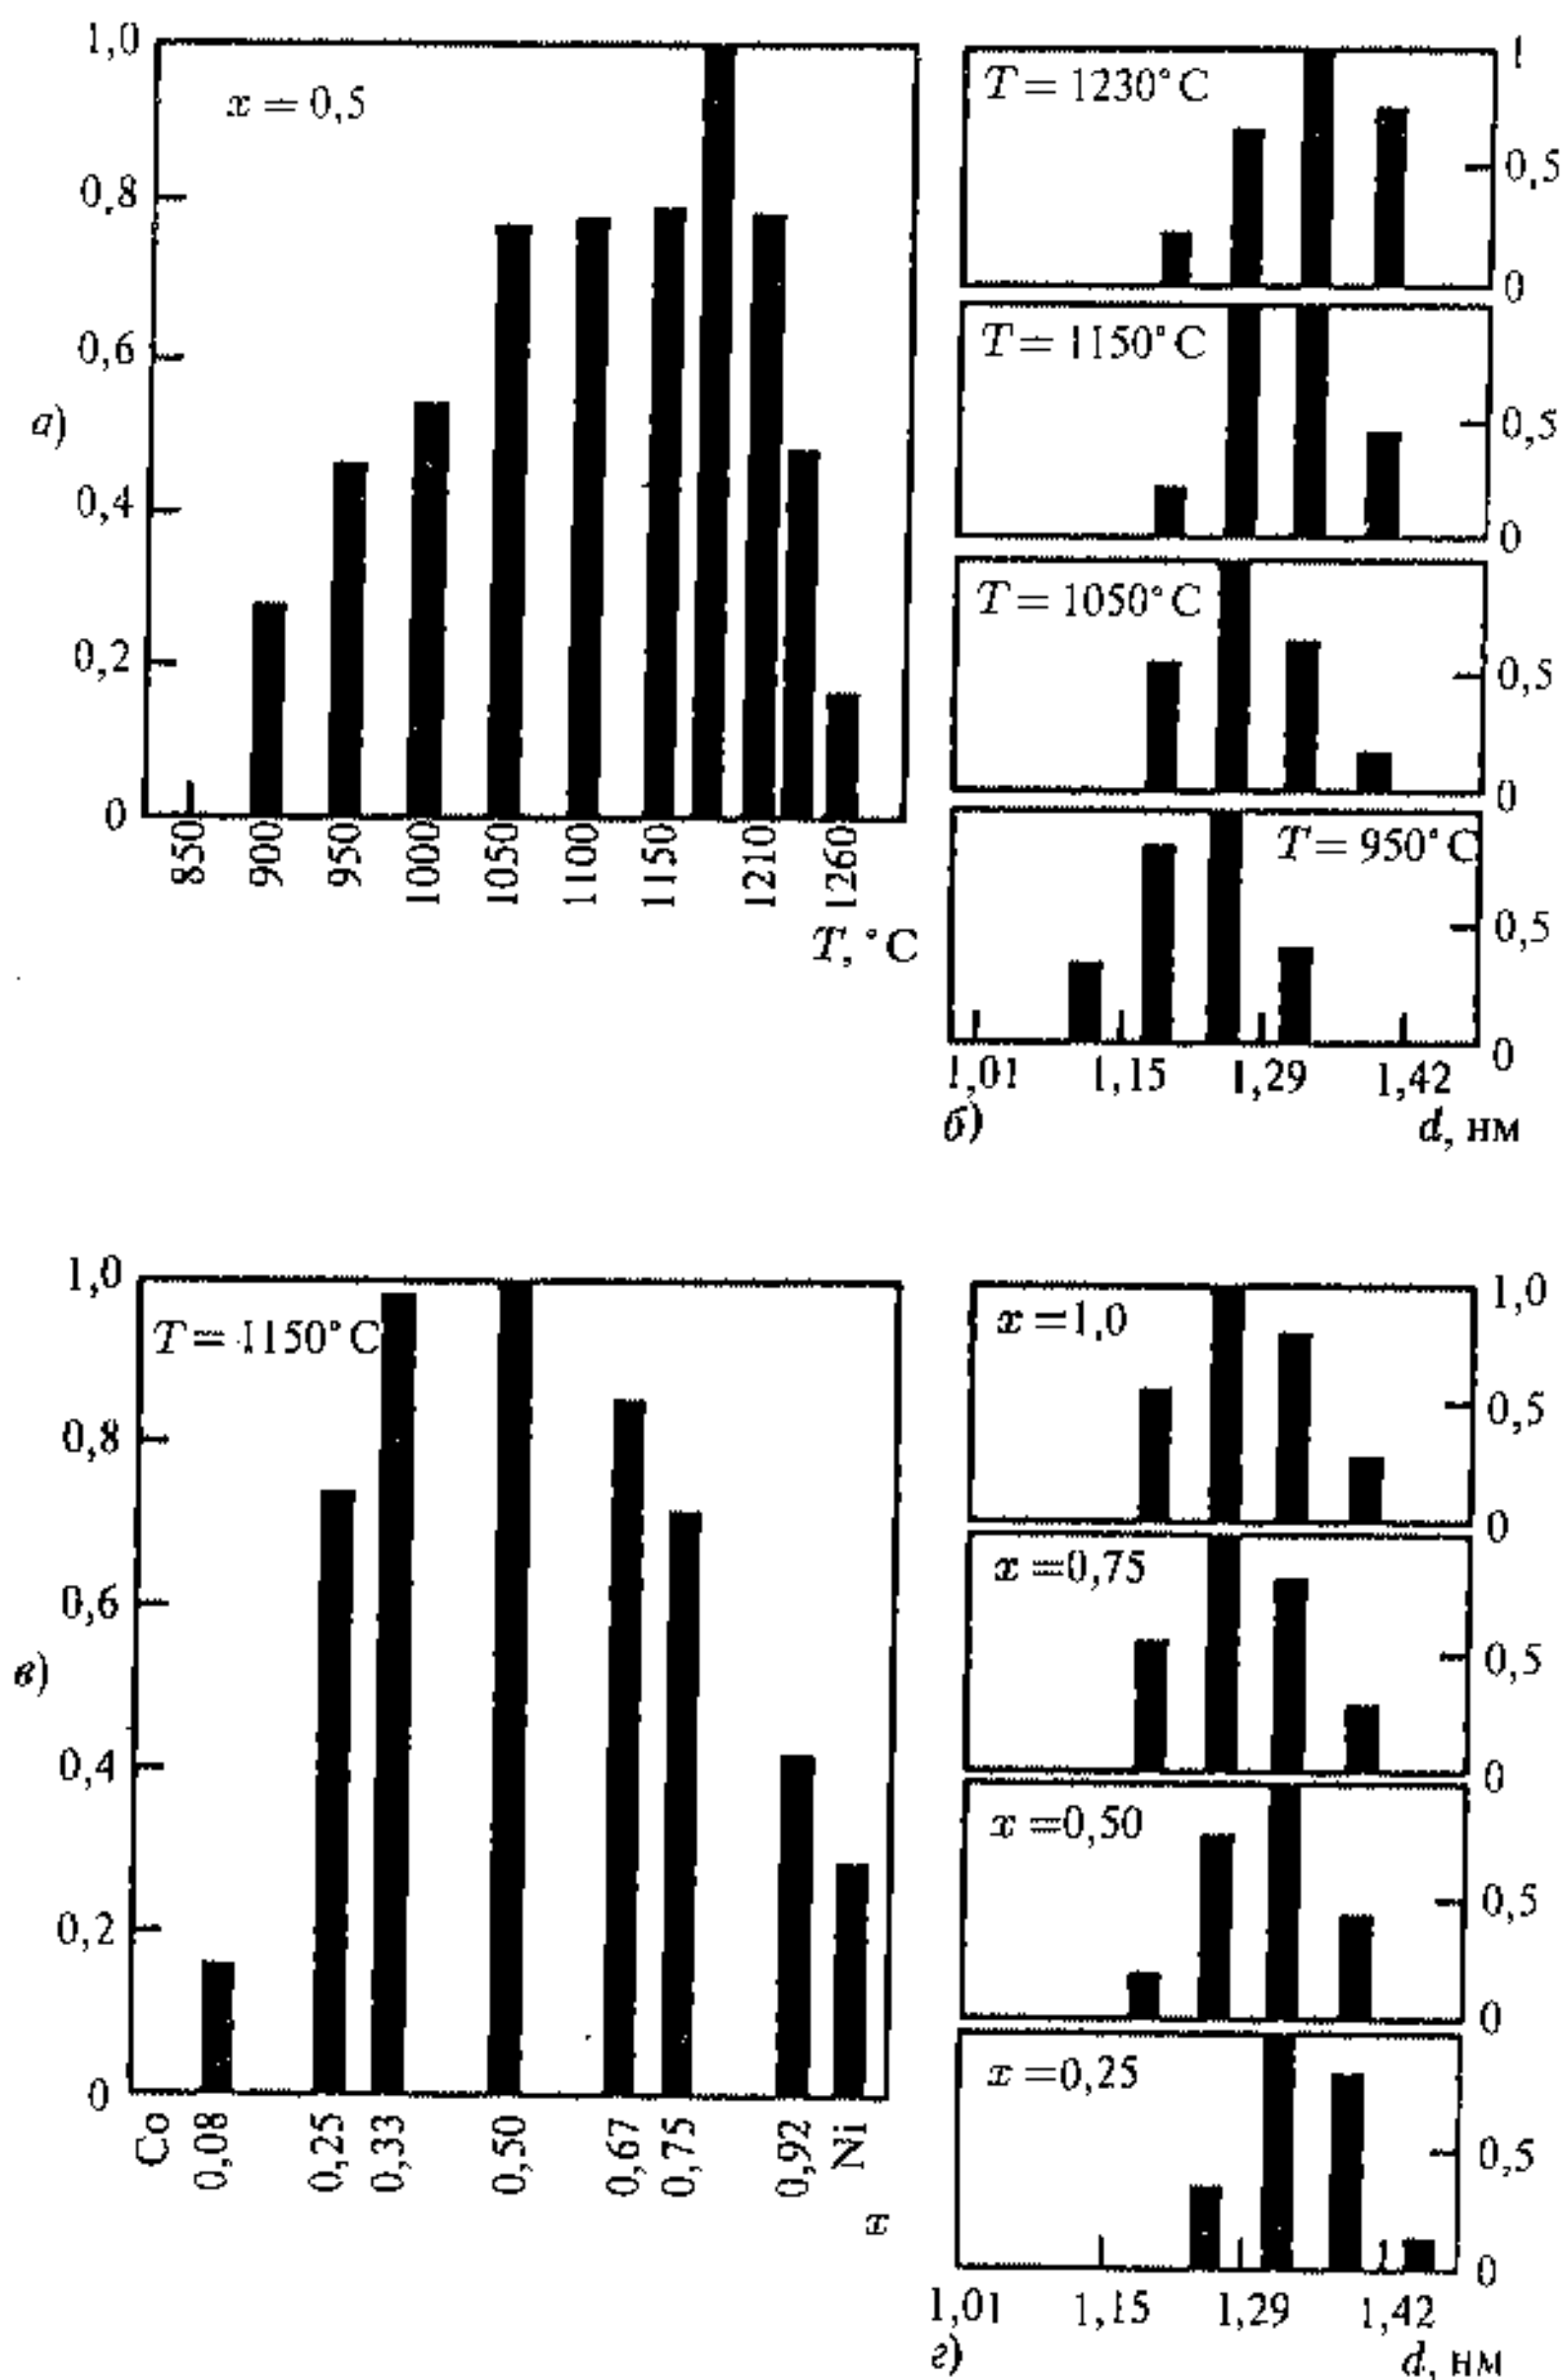 а)
1,0
0,8
0,6
0,4
0,2
0
x = 0,5
850 900 950 1000 1050 1100 1150 1210 1260
T, °C
T = 1230°C
1
0,5
0
T = 1150°C
0,5
0
T = 1050°C
0,5
0
T = 950°C
0,5
0
1,01 1,15 1,29 1,42
б) d, нм
в)
1,0
0,8
0,6
0,4
0,2
0
T = 1150°C
Co 0,08 0,25 0,33 0,50 0,67 0,75 0,92 Ni
x
x = 1,0
1,0
0,5
0
x = 0,75
0,5
0
x = 0,50
0,5
0
x = 0,25
0,5
0
1,01 1,15 1,29 1,42
г) d, нм